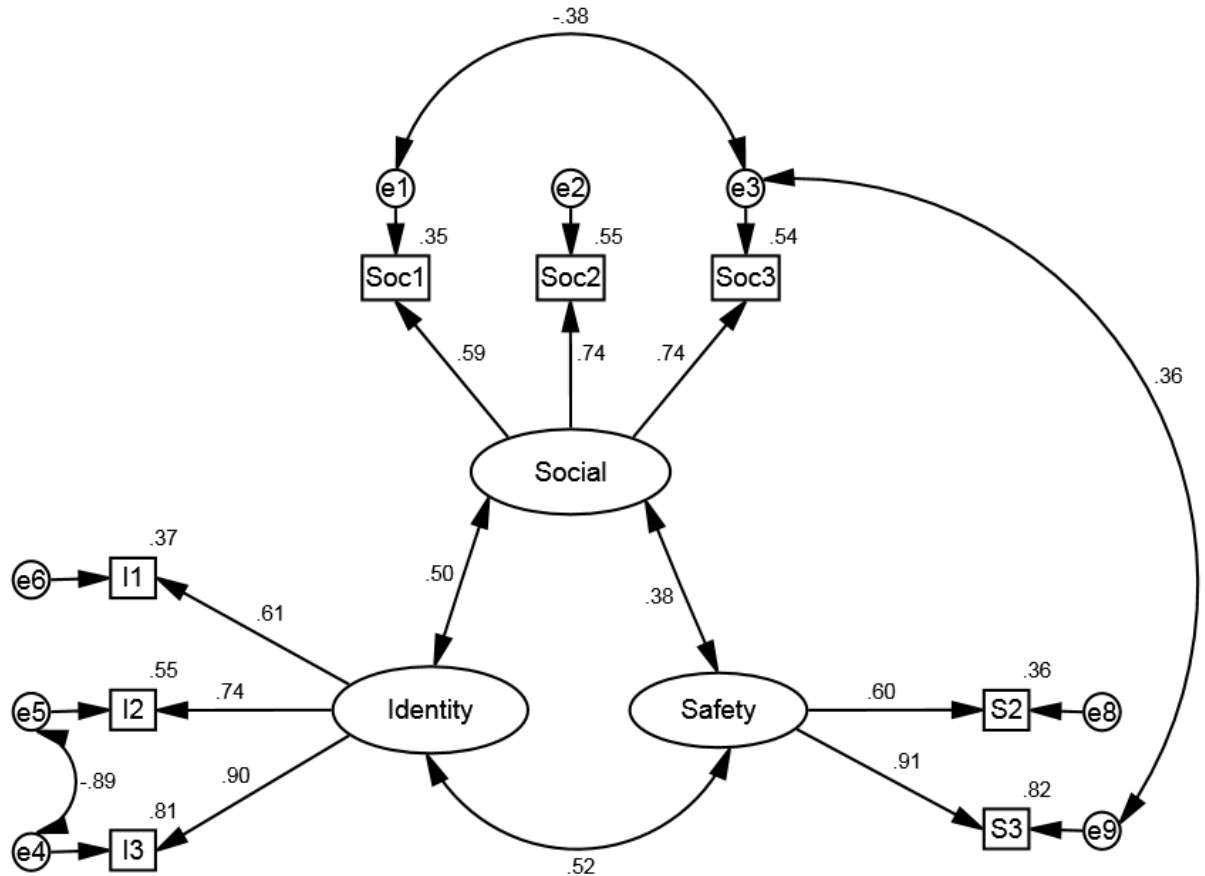 -.38
e1
e2
e3
.35
.55
.54
Soc1
Soc2
Soc3
.59
.74
.74
.36
Social
.37
e6
I1
.50
.38
.61
.55
.36
e5
I2
.74
Identity
Safety
.60
S2
e8
-.89
.90
.91
.81
.82
e4
I3
S3
e9
.52